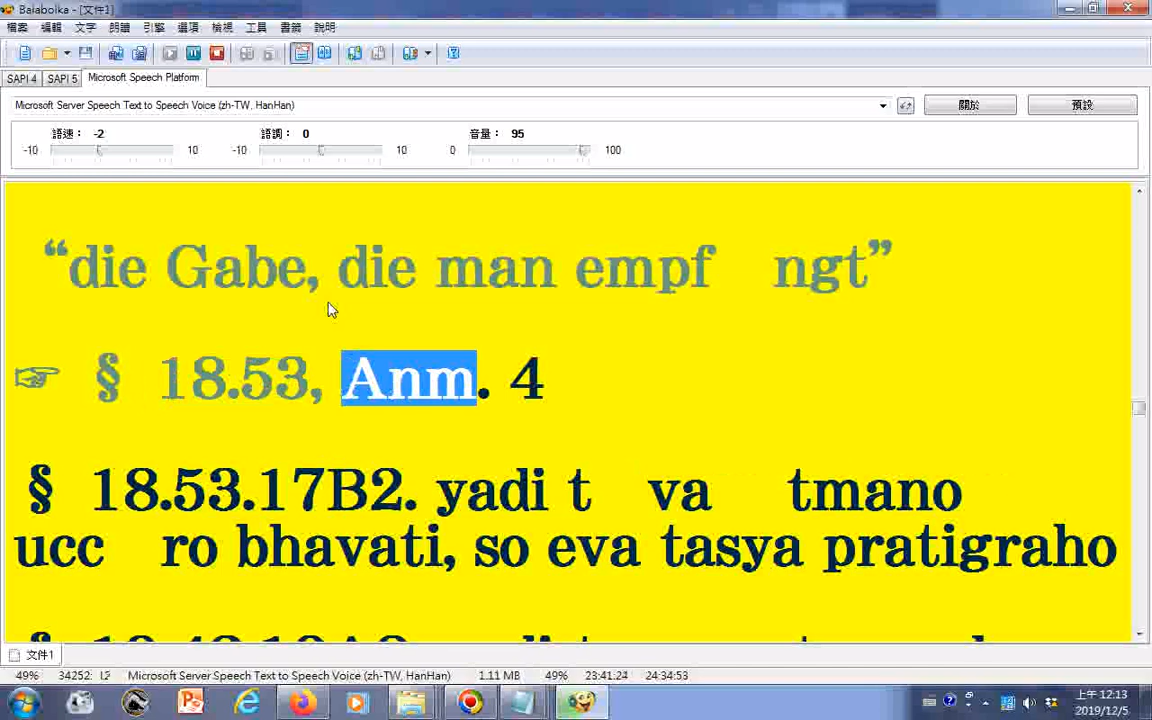 Balabolka - [文件1]
檔案 編輯 文字 朗讀 引擎 選項 檢視 工具 書籤 說明
SAPI 4 SAPI 5 Microsoft Speech Platform
Microsoft Server Speech Text to Speech Voice (zh-TW, HanHan) 關於 預設
語速： -2 語調： 0 音量： 95
-10 10 -10 10 0 100
“die Gabe, die man empf ngt”
☞ § 18.53, Anm. 4
§ 18.53.17B2. yadi t va tmano
ucc ro bhavati, so eva tasya pratigraho
文件1
49% Microsoft Server Speech Text to Speech Voice (zh-TW, HanHan) 1.11 MB 49% 23:41:24 24:34:53
上午 12:13
2019/12/5